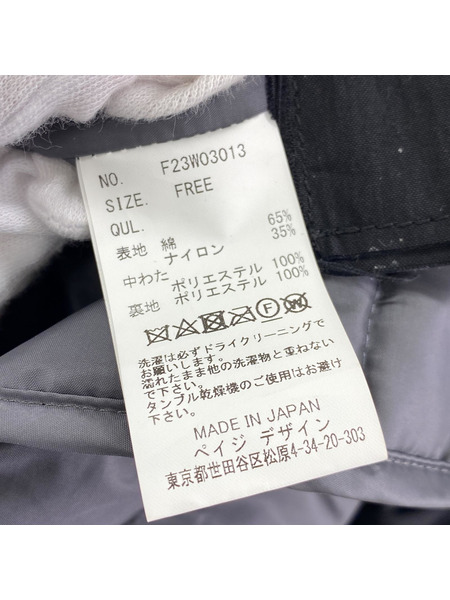 NO. F23W03013
SIZE. FREE
QUL.
表地 綿 65%
ナイロン 35%
中わた ポリエステル 100%
裏地 ポリエステル 100%
洗濯は必ずドライクリーニングで
お願いします。
濡れたまま他の洗濯物と重ねない
で下さい。
タンブル乾燥機のご使用はお避け
下さい。
MADE IN JAPAN
ペイジ デザイン
東京都世田谷区松原4-34-20-303